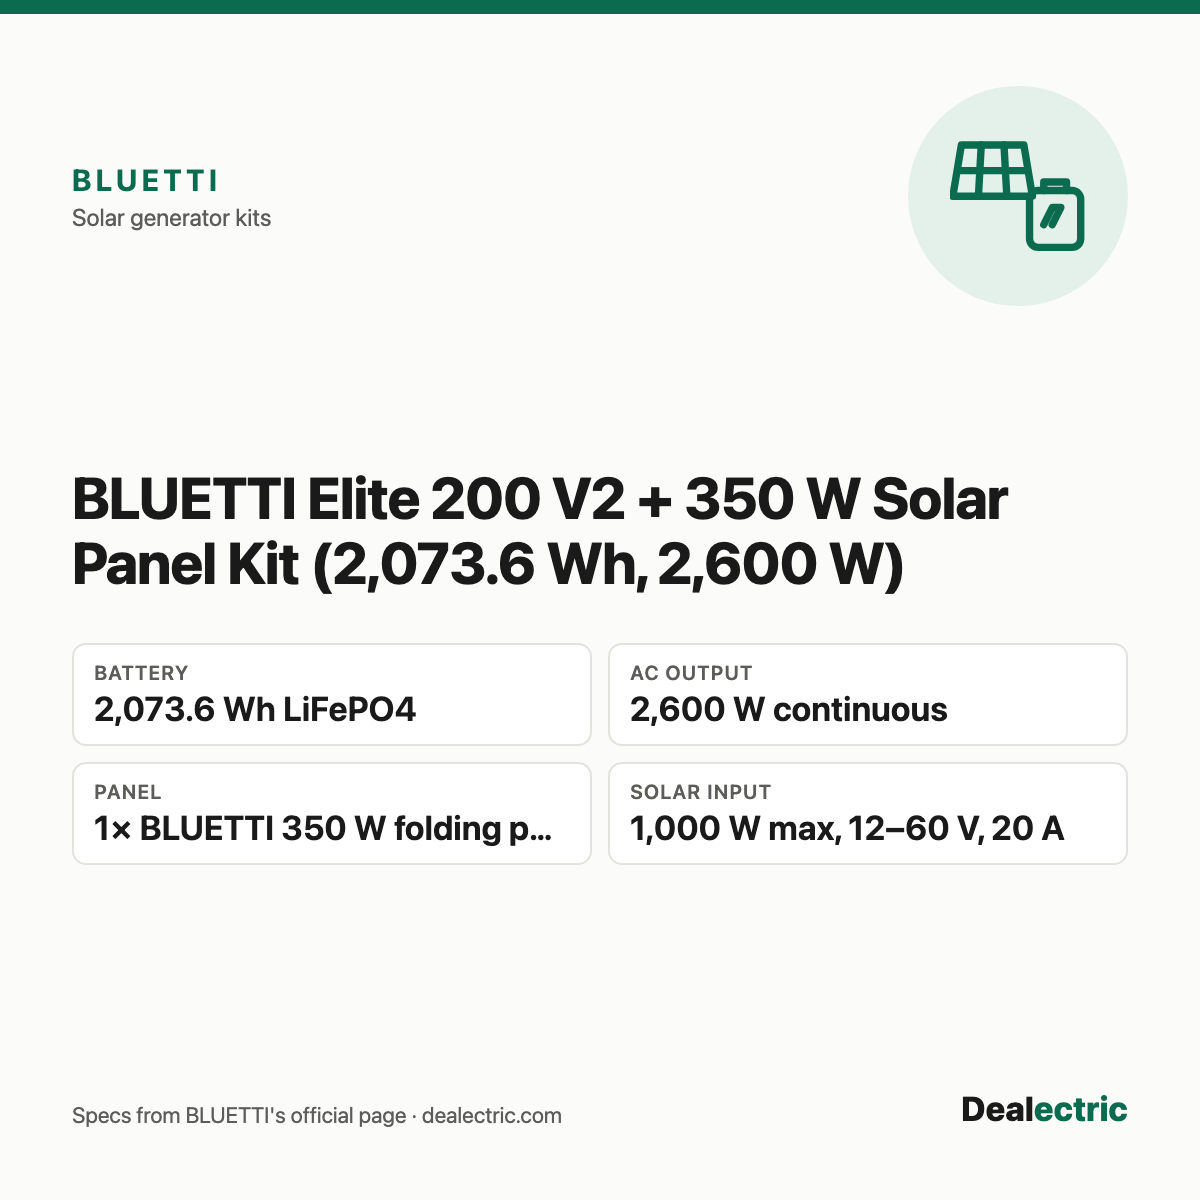 BLUETTI
Solar generator kits
BLUETTI Elite 200 V2 + 350 W Solar
Panel Kit (2,073.6 Wh, 2,600 W)
BATTERY
2,073.6 Wh LiFePO4
AC OUTPUT
2,600 W continuous
PANEL
1× BLUETTI 350 W folding p...
SOLAR INPUT
1,000 W max, 12–60 V, 20 A
Specs from BLUETTI's official page · dealectric.com
Dealectric